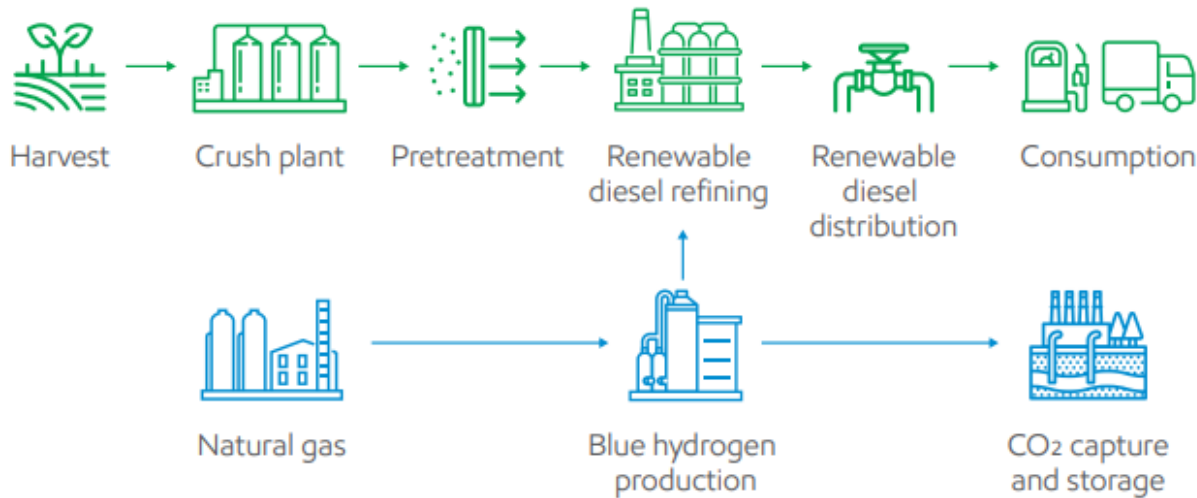 Harvest
Crush plant
Pretreatment
Renewable
diesel refining
Renewable
diesel
distribution
Consumption
Natural gas
Blue hydrogen
production
CO₂ capture
and storage